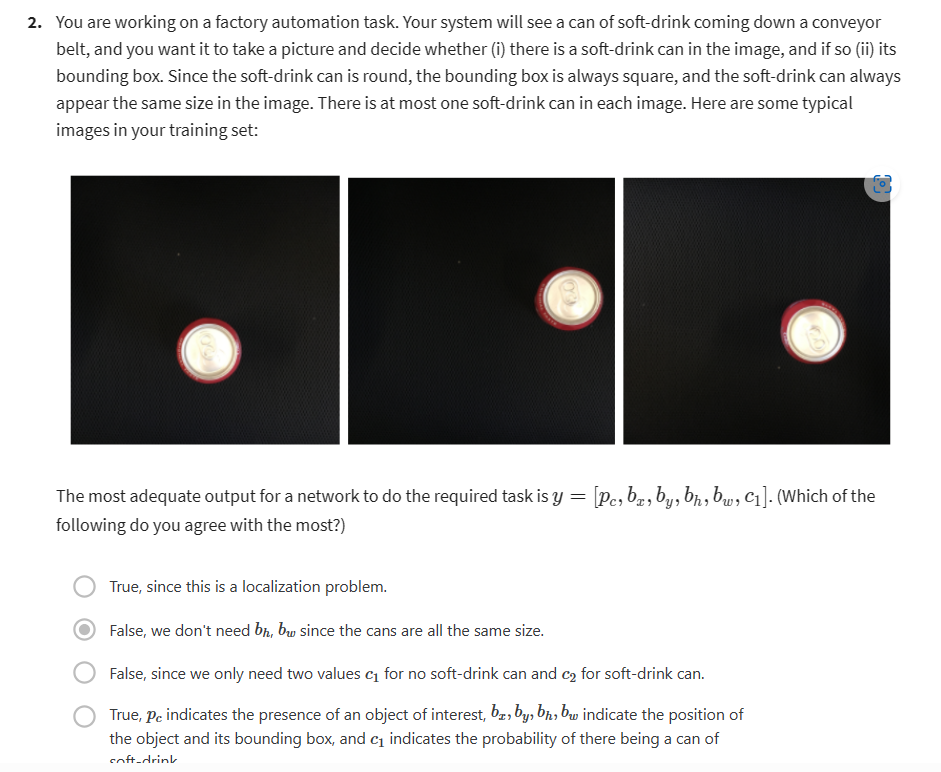 2. You are working on a factory automation task. Your system will see a can of soft-drink coming down a conveyor
belt, and you want it to take a picture and decide whether (i) there is a soft-drink can in the image, and if so (ii) its
bounding box. Since the soft-drink can is round, the bounding box is always square, and the soft-drink can always
appear the same size in the image. There is at most one soft-drink can in each image. Here are some typical
images in your training set:
The most adequate output for a network to do the required task is y = [p_c, b_x, b_y, b_h, b_w, c_1]. (Which of the
following do you agree with the most?)
True, since this is a localization problem.
False, we don't need b_h, b_w since the cans are all the same size.
False, since we only need two values c_1 for no soft-drink can and c_2 for soft-drink can.
True, p_c indicates the presence of an object of interest, b_x, b_y, b_h, b_w indicate the position of
the object and its bounding box, and c_1 indicates the probability of there being a can of
soft-drink